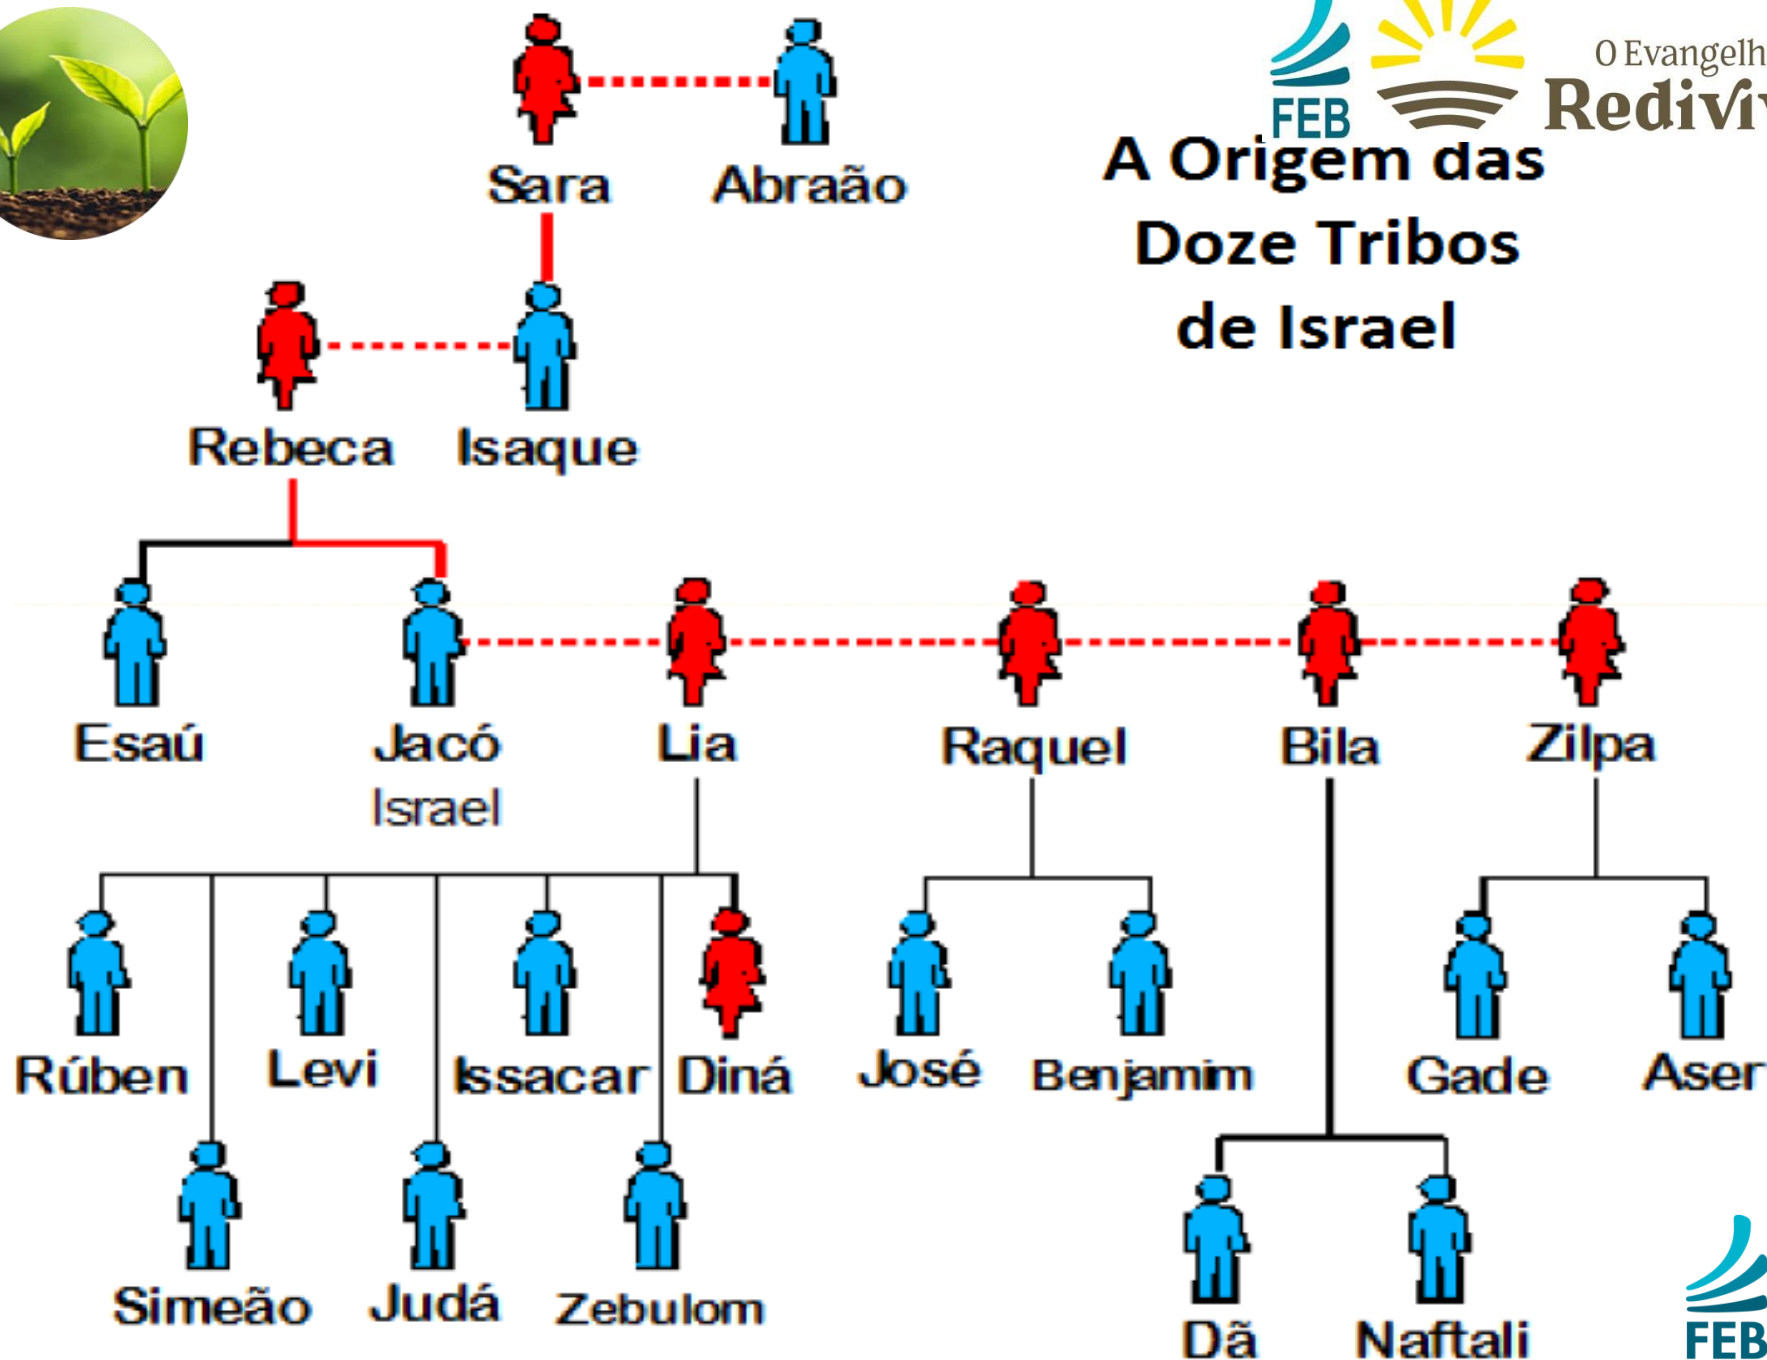 FEB
O Evangelh
Rediviv
A Origem das
Doze Tribos
de Israel
Sara Abraão
Rebeca Isaque
Esaú Jacó Lia Raquel Bila Zilpa
Israel
Rúben Levi Issacar Diná José Benjamim Gade Aser
Simeão Judá Zebulom
Dã Naftali
FEB